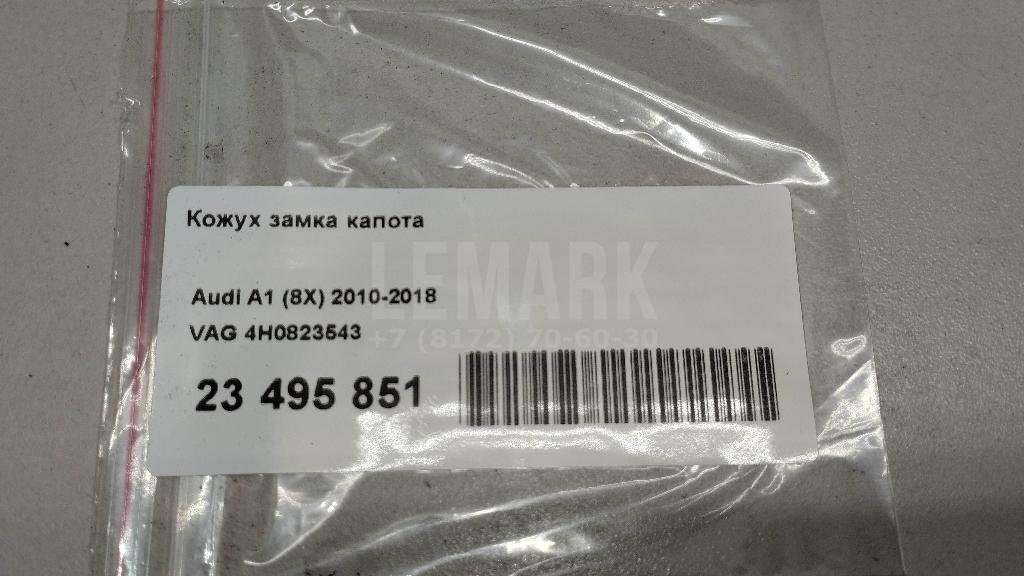 Кожух замка капота
LEMARK
Audi A1 (8X) 2010-2018
VAG 4H0823543
+7 (8172) 70-60-30
23 495 851